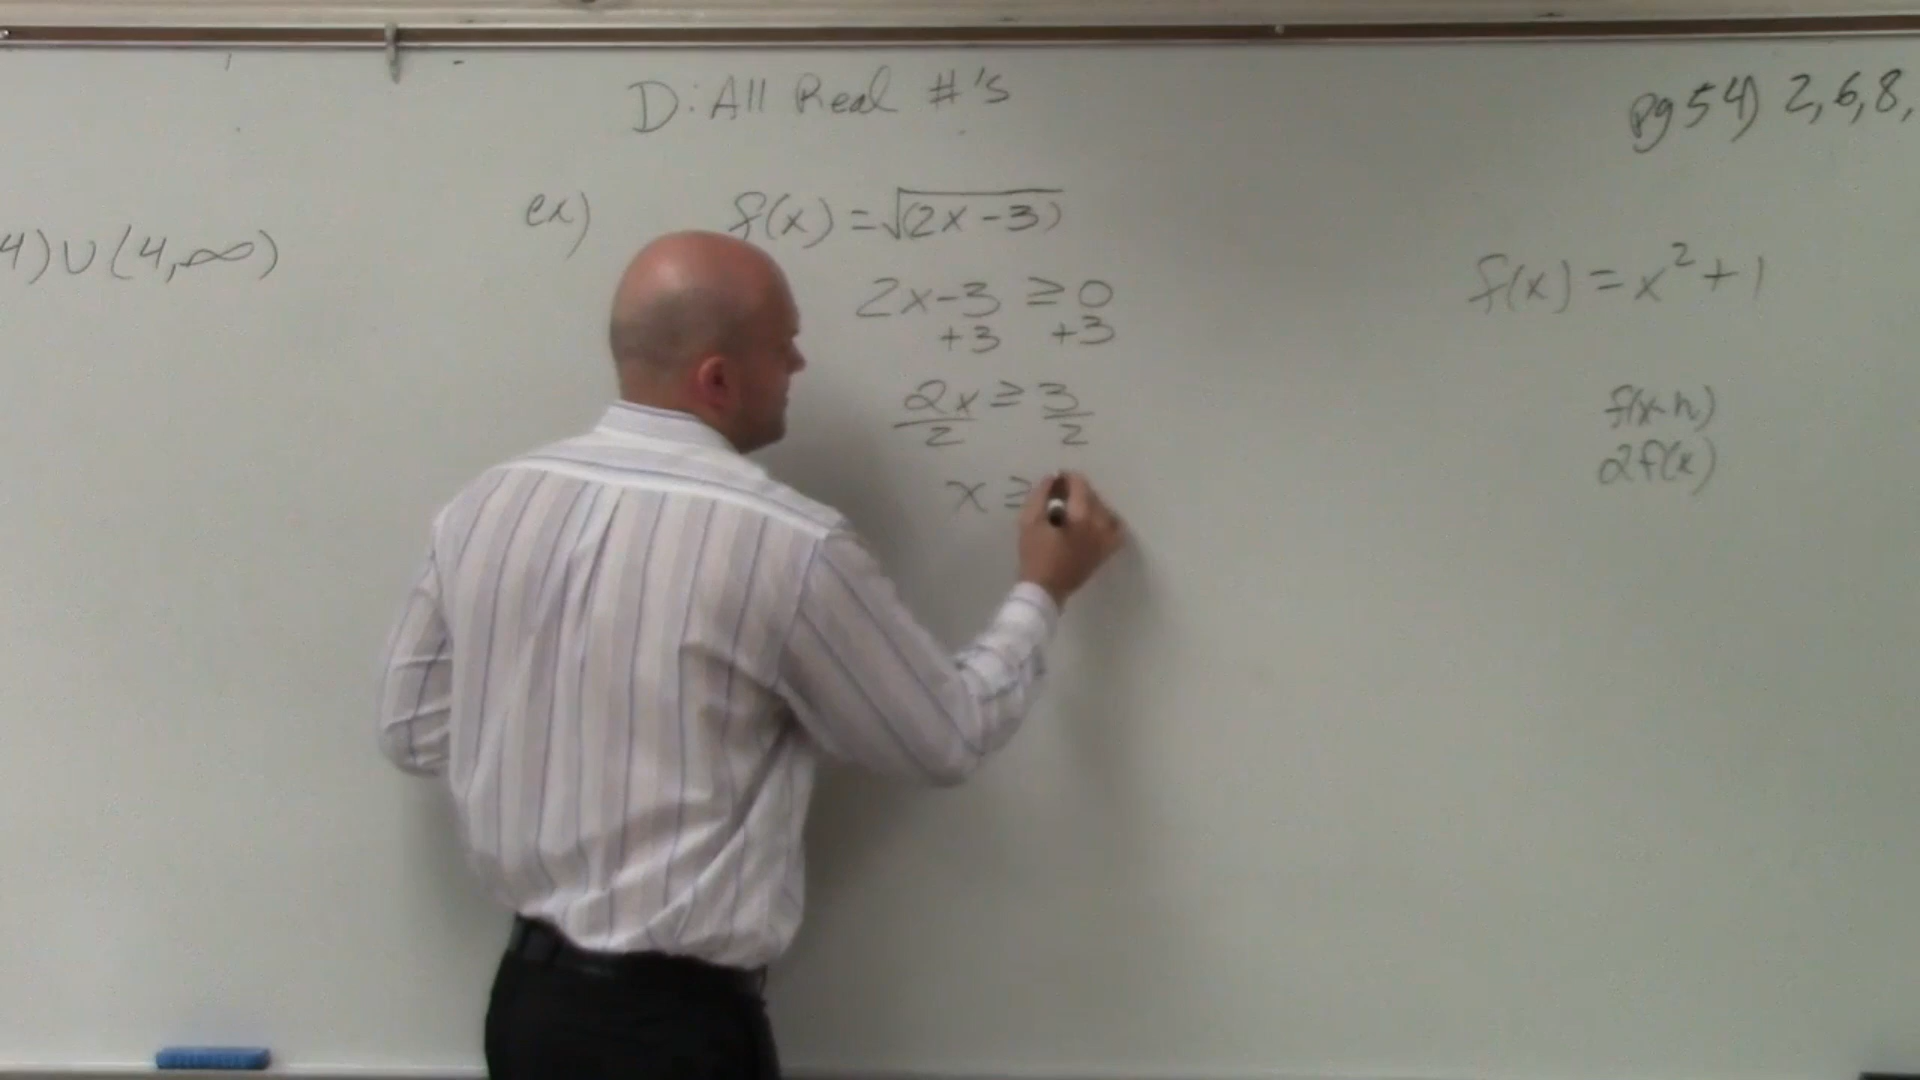 D: All Real #'s
pg 54) 2, 6, 8,
4) ∪ (4, ∞)
ex) f(x) = √(2x-3)
2x-3 ≥ 0
+3 +3
2x ≥ 3
2 2
x ≥
f(x) = x² + 1
f(x-h)
2f(x)